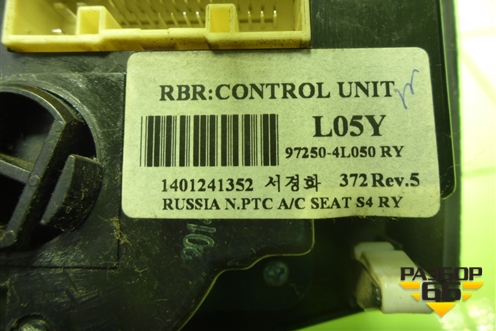 RBR:CONTROL UNIT
L05Y
97250-4L050 RY
1401241352 서경화 372 Rev.5
RUSSIA N.PTC A/C SEAT S4 RY
РАЗБОР
66